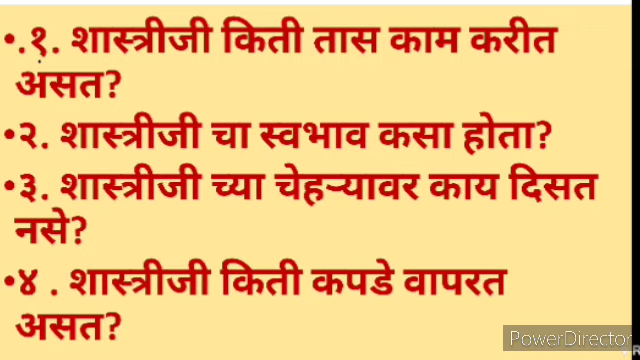 •.१. शास्त्रीजी किती तास काम करीत
असत?
•२. शास्त्रीजी चा स्वभाव कसा होता?
•३. शास्त्रीजी च्या चेहऱ्यावर काय दिसत
नसे?
•४ . शास्त्रीजी किती कपडे वापरत
असत?
PowerDirector